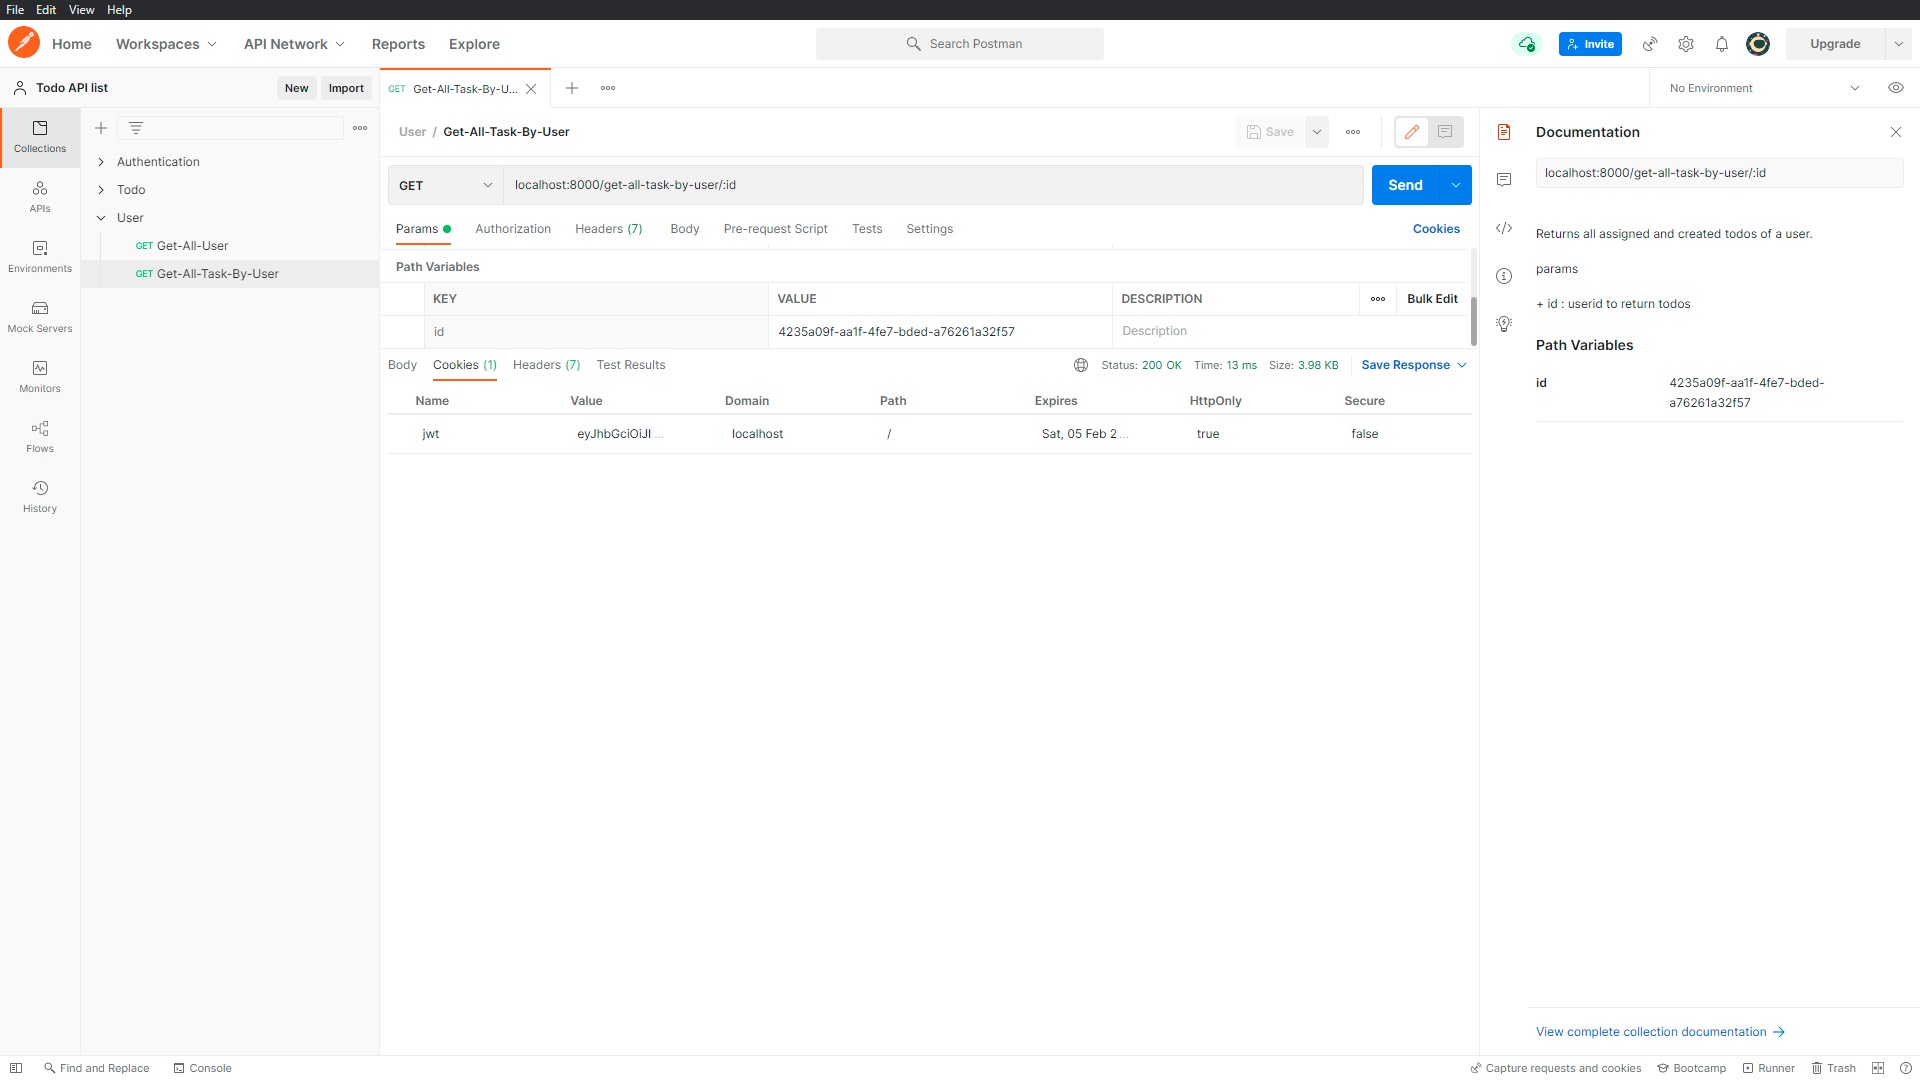 File Edit View Help
Home Workspaces API Network Reports Explore Search Postman Invite Upgrade
Todo API list New Import GET Get-All-Task-By-U... No Environment
Collections
APIs
Environments
Mock Servers
Monitors
Flows
History
Authentication
Todo
User
GET Get-All-User
GET Get-All-Task-By-User
User / Get-All-Task-By-User Save
GET localhost:8000/get-all-task-by-user/:id Send
Params Authorization Headers (7) Body Pre-request Script Tests Settings Cookies
Path Variables
KEY VALUE DESCRIPTION Bulk Edit
id 4235a09f-aa1f-4fe7-bded-a76261a32f57 Description
Body Cookies (1) Headers (7) Test Results Status: 200 OK Time: 13 ms Size: 3.98 KB Save Response
Name Value Domain Path Expires HttpOnly Secure
jwt eyJhbGciOiJI ... localhost / Sat, 05 Feb 2 ... true false
Documentation
localhost:8000/get-all-task-by-user/:id
Returns all assigned and created todos of a user.
params
+ id : userid to return todos
Path Variables
id 4235a09f-aa1f-4fe7-bded-
a76261a32f57
View complete collection documentation
Find and Replace Console Capture requests and cookies Bootcamp Runner Trash